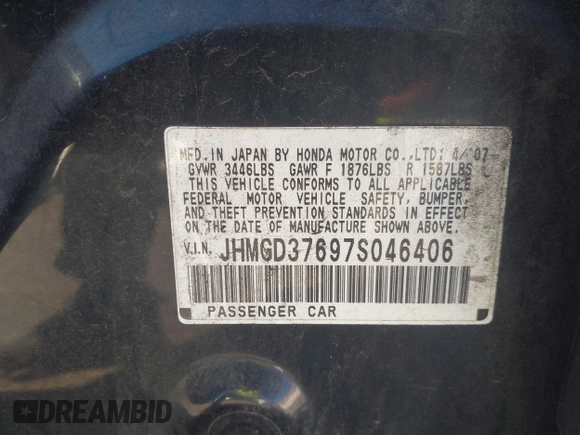 MFD. IN JAPAN BY HONDA MOTOR CO.,LTD: 4/'07
GVWR 3446LBS GAWR F 1876LBS R 1587LBS
THIS VEHICLE CONFORMS TO ALL APPLICABLE
FEDERAL MOTOR VEHICLE SAFETY, BUMPER,
AND THEFT PREVENTION STANDARDS IN EFFECT
ON THE DATE OF MANUFACTURE SHOWN ABOVE.
V.I.N. JHMGD37697S046406
PASSENGER CAR
DREAMBID